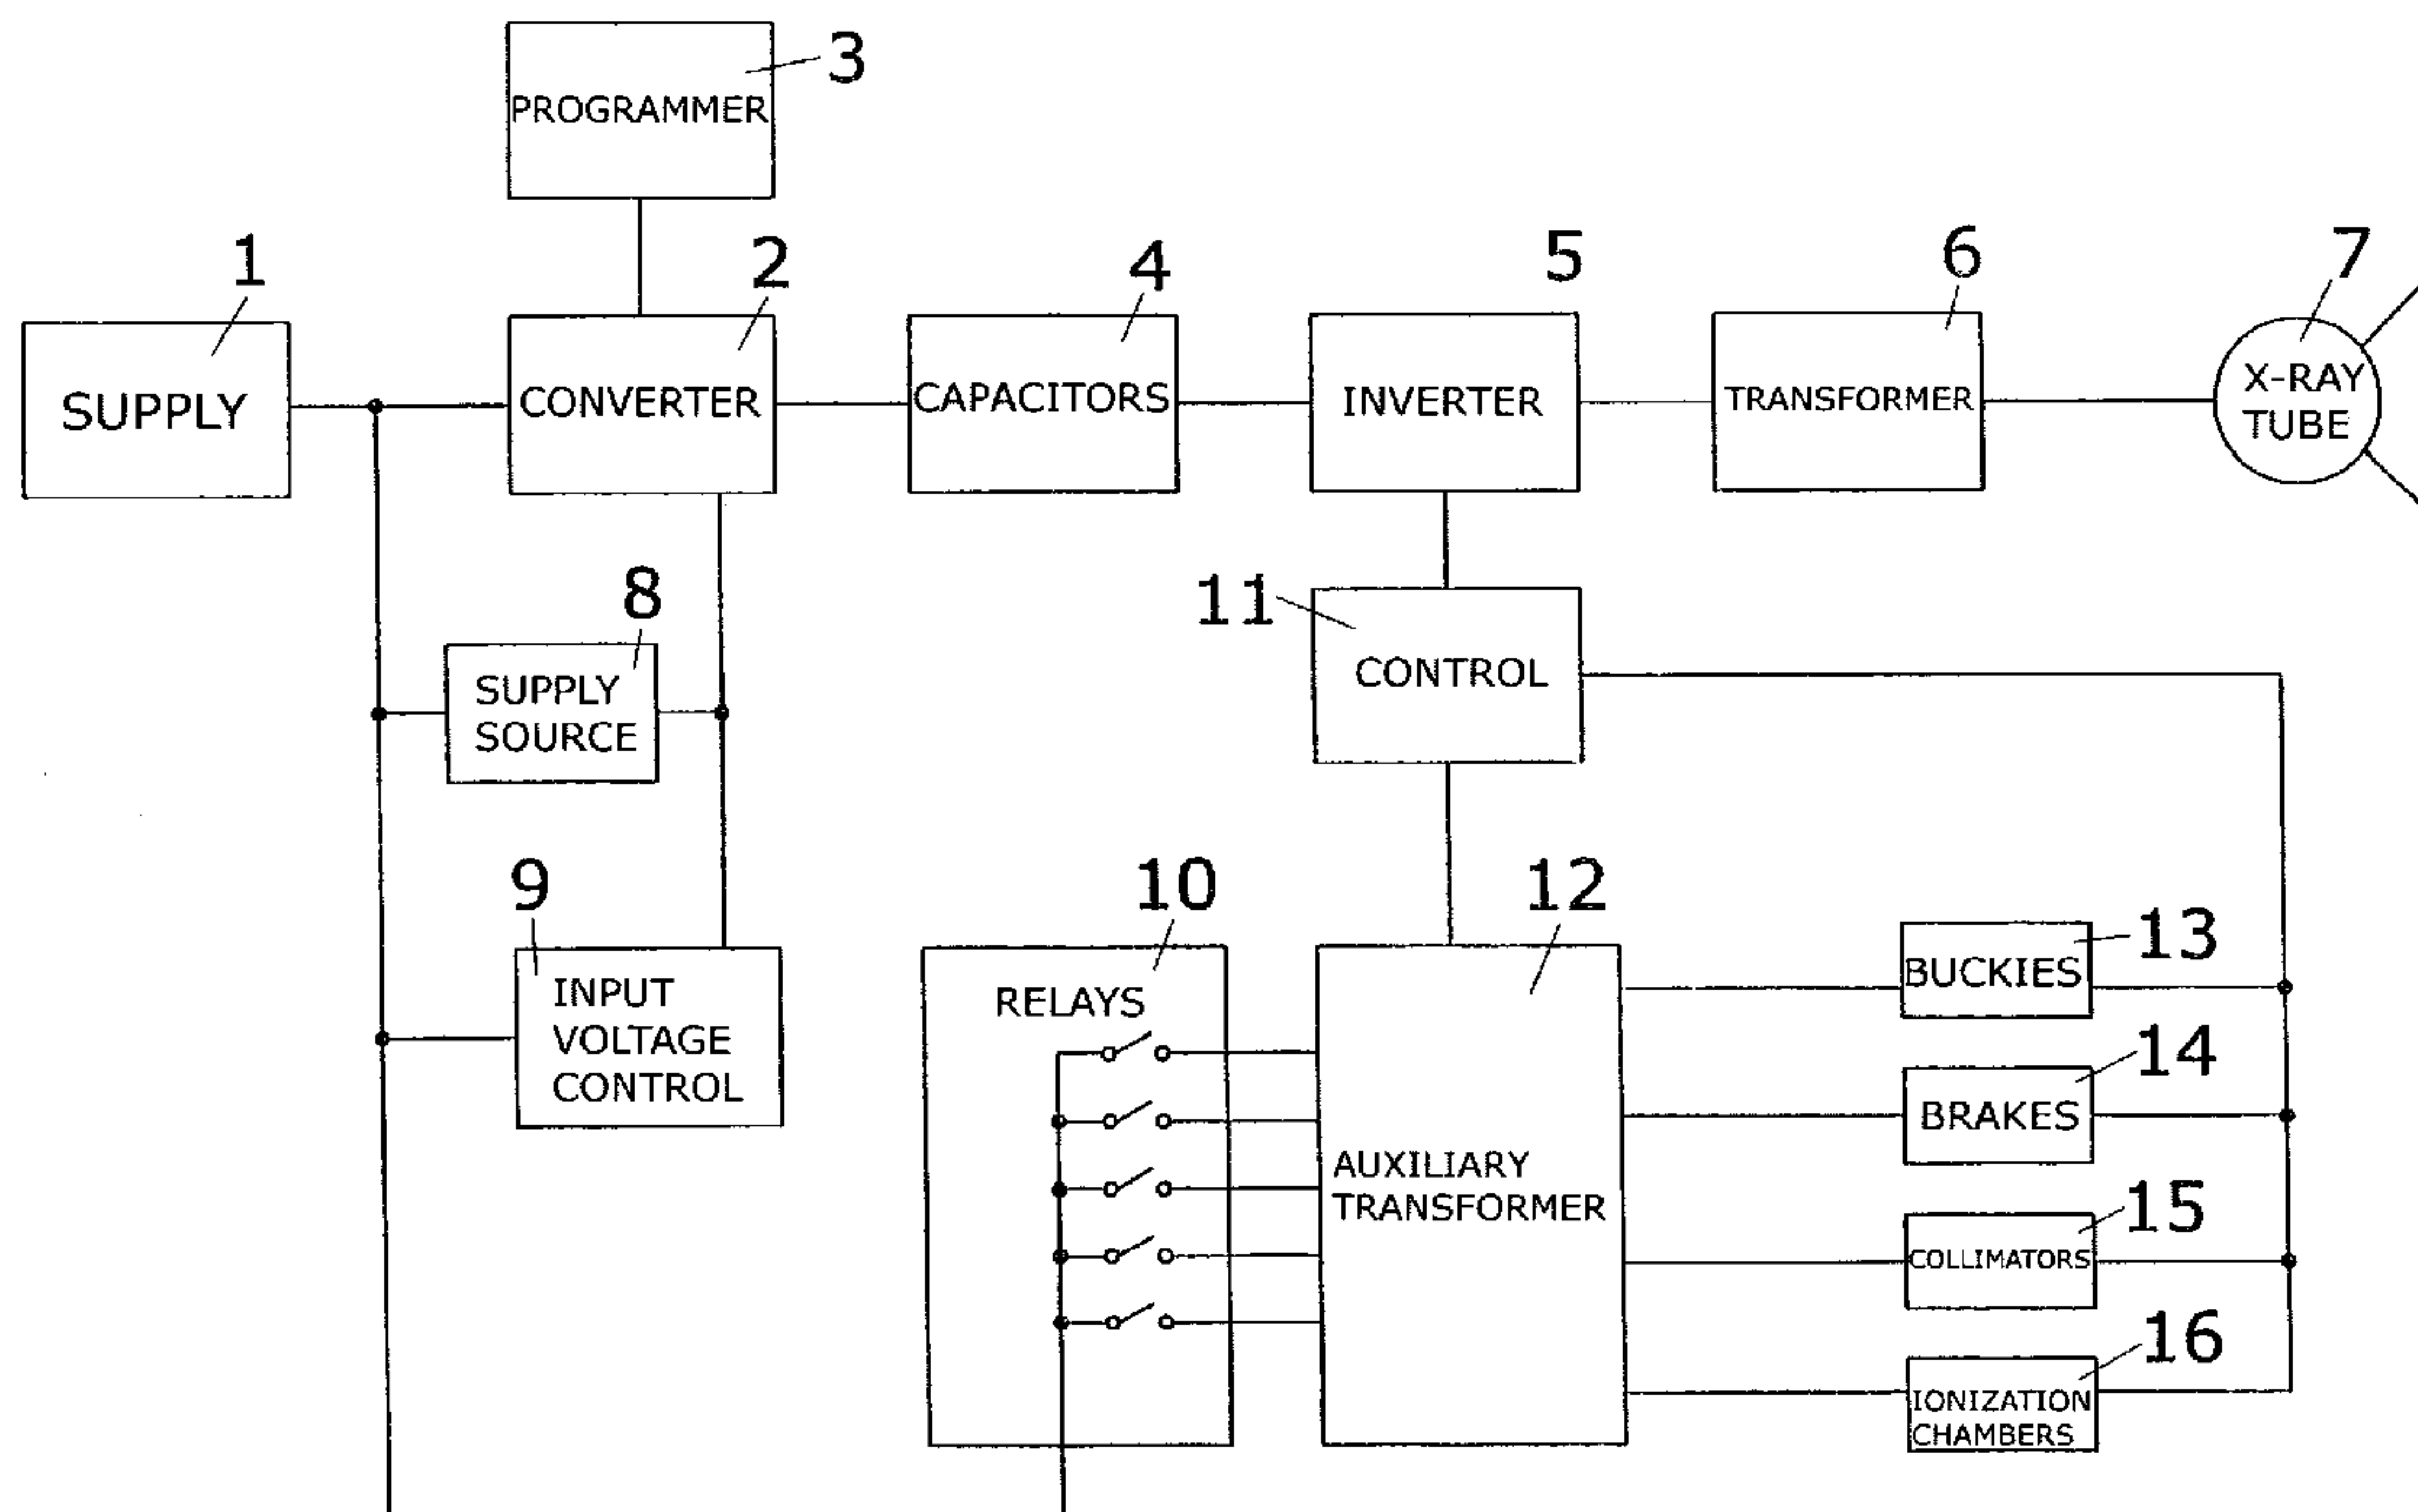 3
PROGRAMMER
1
2
4
5
6
7
SUPPLY
CONVERTER
CAPACITORS
INVERTER
TRANSFORMER
X-RAY
TUBE
8
SUPPLY
SOURCE
11
CONTROL
9
INPUT
VOLTAGE
CONTROL
10
RELAYS
12
AUXILIARY
TRANSFORMER
13
BUCKIES
14
BRAKES
15
COLLIMATORS
16
IONIZATION
CHAMBERS